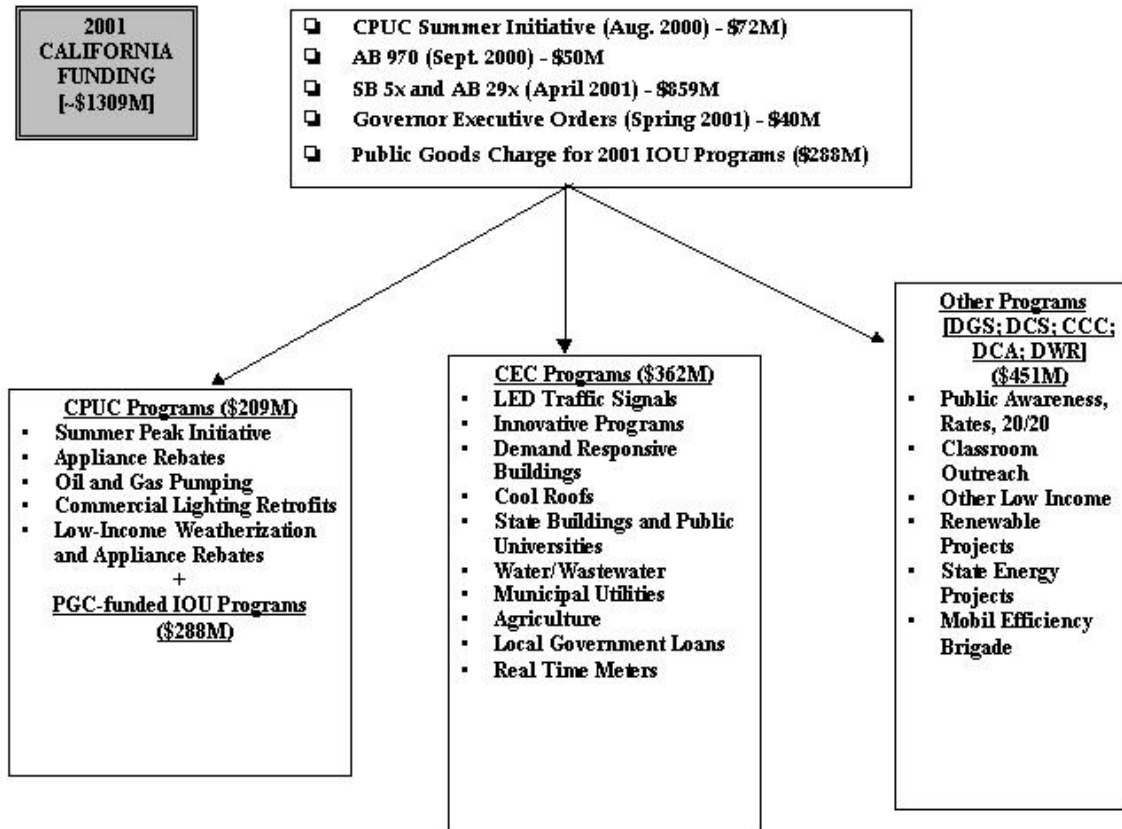 2001
CALIFORNIA
FUNDING
[~$1309M]
❑ CPUC Summer Initiative (Aug. 2000) - $72M)
❑ AB 970 (Sept. 2000) - $50M
❑ SB 5x and AB 29x (April 2001) - $859M
❑ Governor Executive Orders (Spring 2001) - $40M
❑ Public Goods Charge for 2001 IOU Programs ($288M)
CPUC Programs ($209M)
▪ Summer Peak Initiative
▪ Appliance Rebates
▪ Oil and Gas Pumping
▪ Commercial Lighting Retrofits
▪ Low-Income Weatherization
and Appliance Rebates
+
PGC-funded IOU Programs
($288M)
CEC Programs ($362M)
▪ LED Traffic Signals
▪ Innovative Programs
▪ Demand Responsive
Buildings
▪ Cool Roofs
▪ State Buildings and Public
Universities
▪ Water/Wastewater
▪ Municipal Utilities
▪ Agriculture
▪ Local Government Loans
▪ Real Time Meters
Other Programs
[DGS; DCS; CCC;
DCA; DWR]
($451M)
▪ Public Awareness,
Rates, 20/20
▪ Classroom
Outreach
▪ Other Low Income
▪ Renewable
Projects
▪ State Energy
Projects
▪ Mobil Efficiency
Brigade